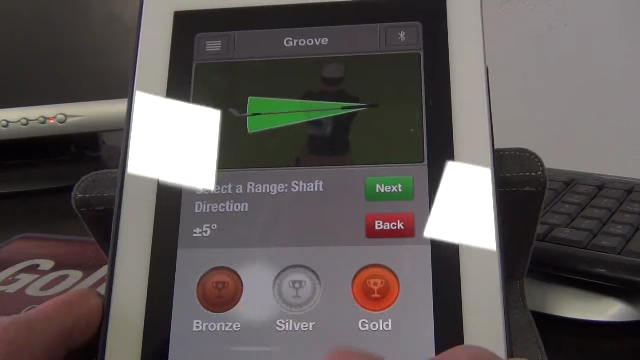 Groove
Select a Range: Shaft
Direction
Next
±5°
Back
Bronze
Silver
Gold